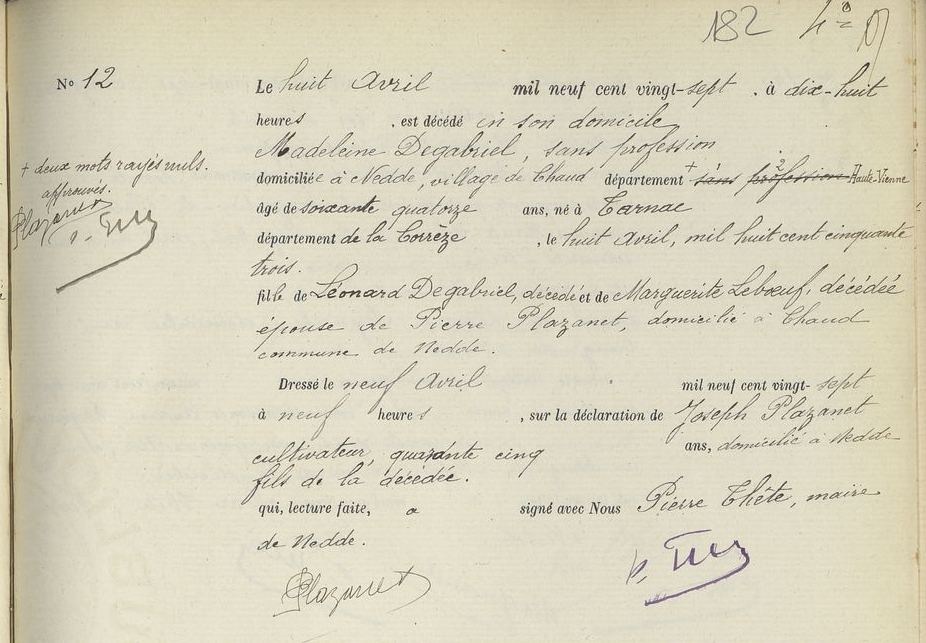 182
N° 12
Le huit Avril mil neuf cent vingt-sept . à dix-huit
heures , est décédé en son domicile
Madeleine Degabriel, sans profession
domiciliée à Nedde, village de Chaud département + sans profession Haute-Vienne
âgé de soixante quatorze ans, né à Tarnac
département de la Corrèze , le huit Avril, mil huit cent cinquante
trois.
fille de Léonard Degabriel, décédé et de Marguerite Lebœuf, décédée
épouse de Pierre Plazanet, domicilié à Chaud
commune de Nedde.
Dressé le neuf Avril mil neuf cent vingt-sept
à neuf heures , sur la déclaration de Joseph Plazanet
cultivateur, quarante cinq ans, domicilié à Nedde
fils de la décédée.
qui, lecture faite, a signé avec Nous Pierre Thête, maire
de Nedde.
Plazanet
+ deux mots rayés nuls.
approuvés.
Plazanet